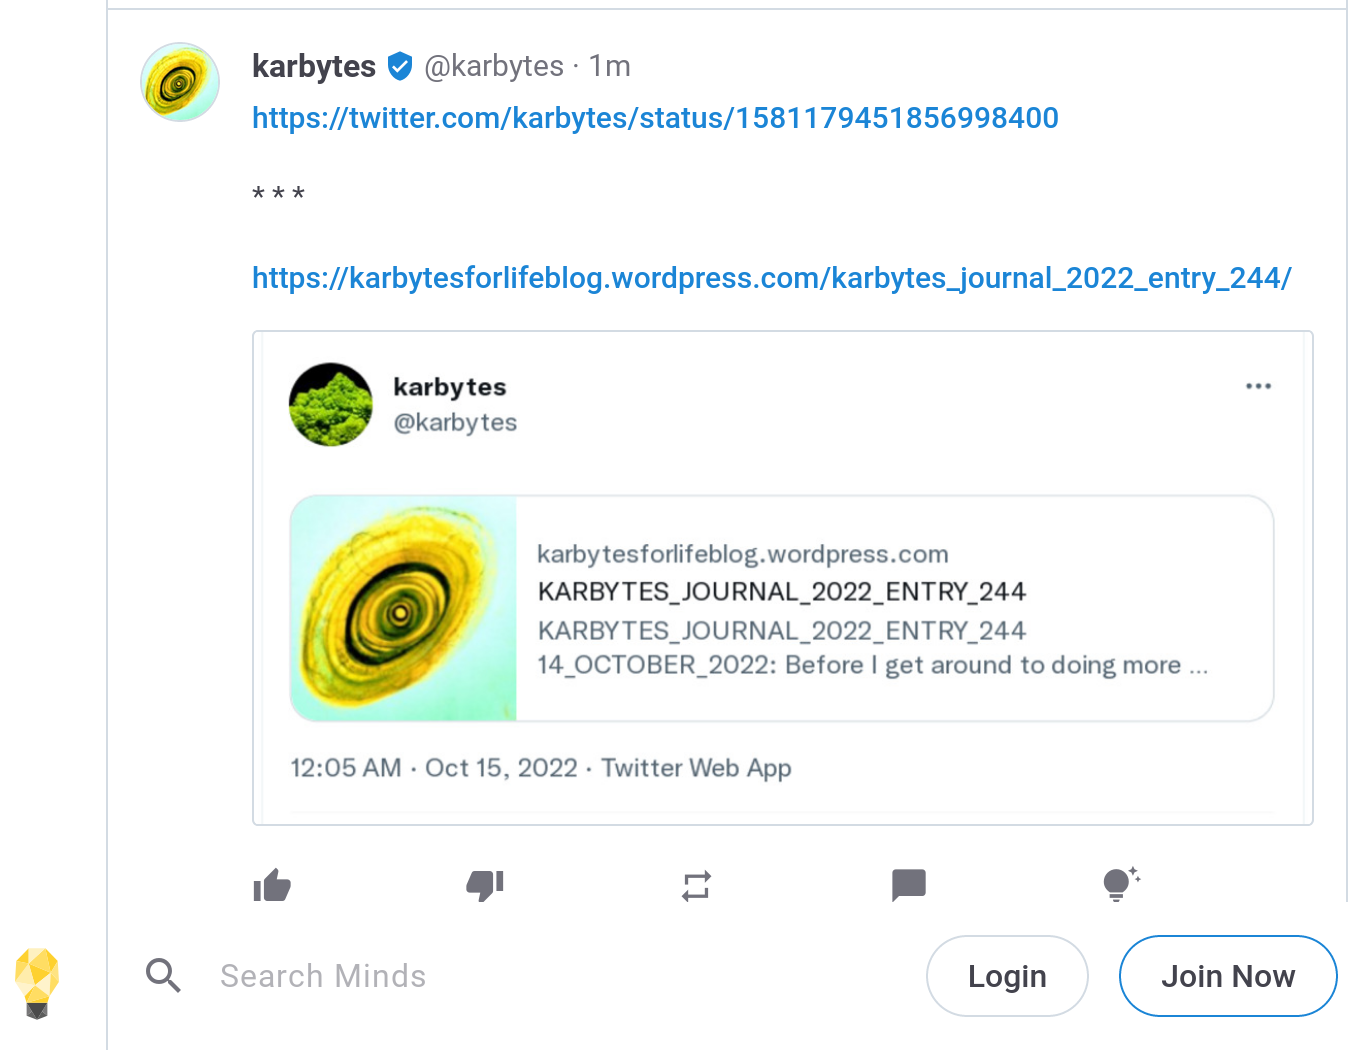 karbytes @karbytes · 1m
https://twitter.com/karbytes/status/1581179451856998400
* * *
https://karbytesforlifeblog.wordpress.com/karbytes_journal_2022_entry_244/
karbytes
@karbytes
karbytesforlifeblog.wordpress.com
KARBYTES_JOURNAL_2022_ENTRY_244
KARBYTES_JOURNAL_2022_ENTRY_244
14_OCTOBER_2022: Before I get around to doing more ...
12:05 AM · Oct 15, 2022 · Twitter Web App
Search Minds
Login
Join Now